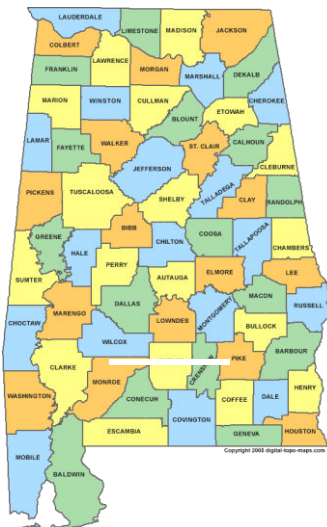 LAUDERDALE
LIMESTONE
MADISON
JACKSON
COLBERT
LAWRENCE
FRANKLIN
MORGAN
MARSHALL
DEKALB
CHEROKEE
MARION
WINSTON
CULLMAN
BLOUNT
ETOWAH
LAMAR
FAYETTE
WALKER
JEFFERSON
ST. CLAIR
CALHOUN
CLEBURNE
PICKENS
TUSCALOOSA
SHELBY
TALLADEGA
CLAY
RANDOLPH
GREENE
HALE
BIBB
CHILTON
COOSA
TALLAPOOSA
CHAMBERS
SUMTER
PERRY
AUTAUGA
ELMORE
LEE
MARENGO
DALLAS
LOWNDES
MONTGOMERY
MACON
RUSSELL
CHOCTAW
WILCOX
BULLOCK
CLARKE
MONROE
CRENSHAW
PIKE
BARBOUR
WASHINGTON
CONECUH
COVINGTON
COFFEE
DALE
HENRY
MOBILE
ESCAMBIA
GENEVA
HOUSTON
BALDWIN
Copyright 2005 digital-topo-maps.com